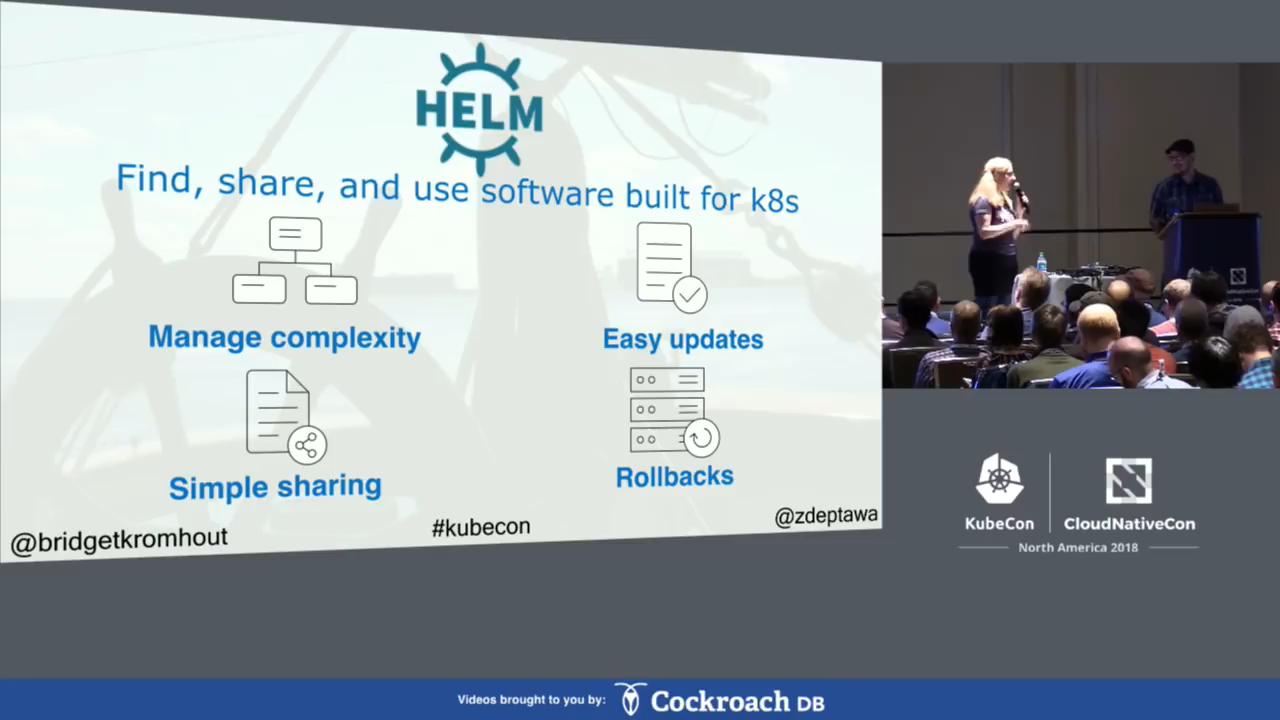 HELM
Find, share, and use software built for k8s
Manage complexity
Easy updates
Simple sharing
Rollbacks
@bridgetkromhout
#kubecon
@zdeptawa
KubeCon
CloudNativeCon
North America 2018
Videos brought to you by:
Cockroach DB